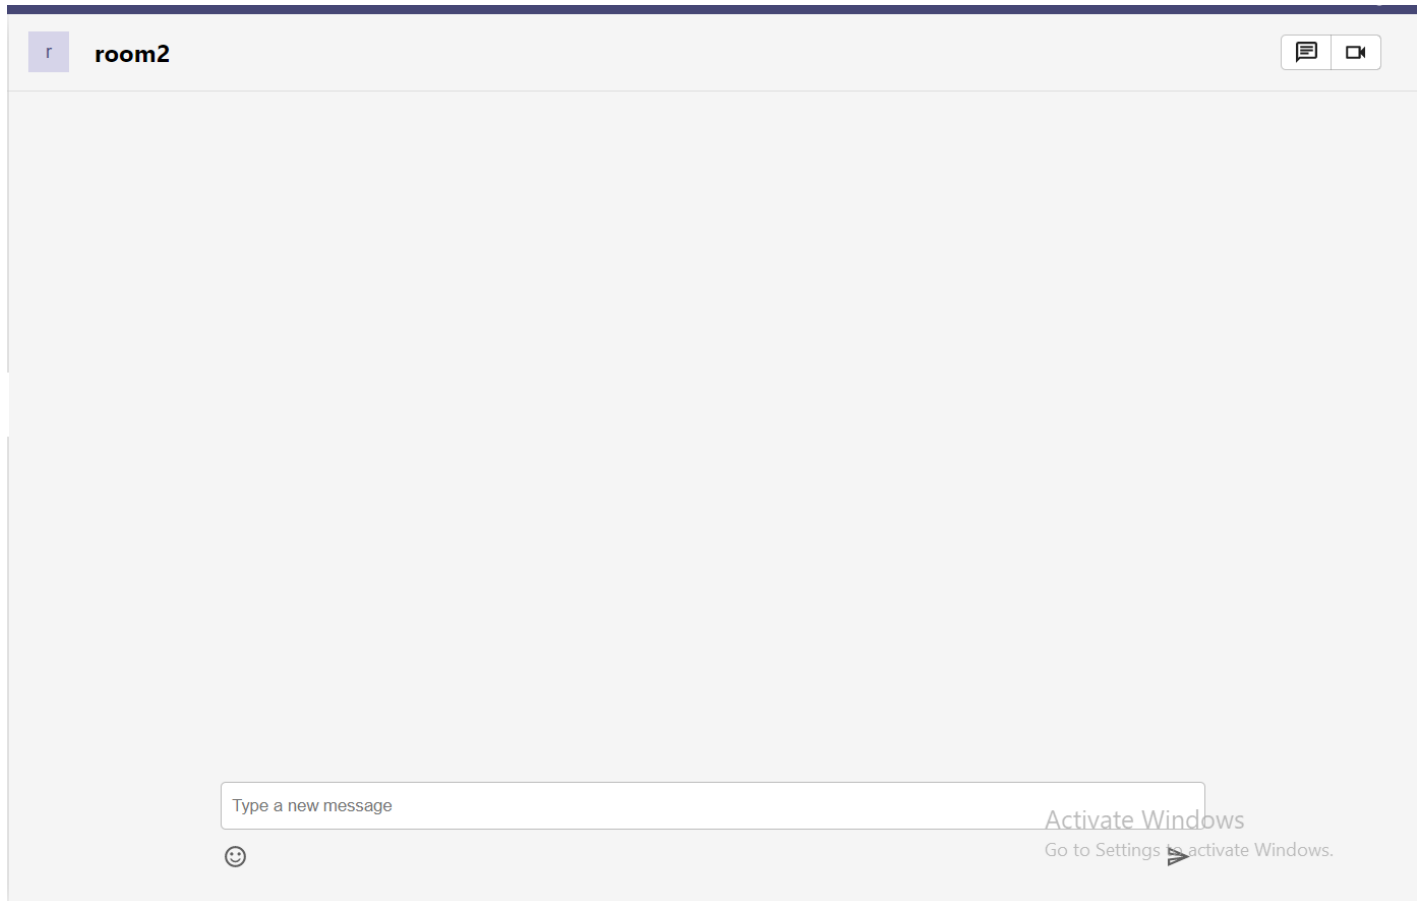 r
room2
Type a new message
Activate Windows
Go to Settings to activate Windows.